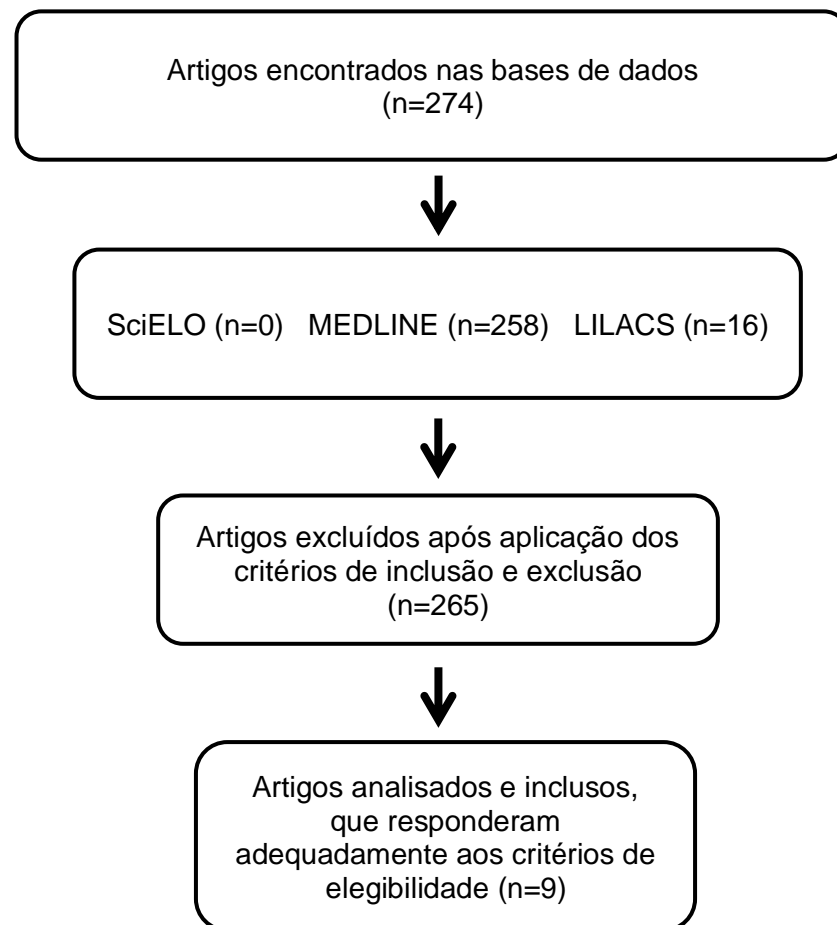 Artigos encontrados nas bases de dados
(n=274)
SciELO (n=0) MEDLINE (n=258) LILACS (n=16)
Artigos excluídos após aplicação dos
critérios de inclusão e exclusão
(n=265)
Artigos analisados e inclusos,
que responderam
adequadamente aos critérios de
elegibilidade (n=9)